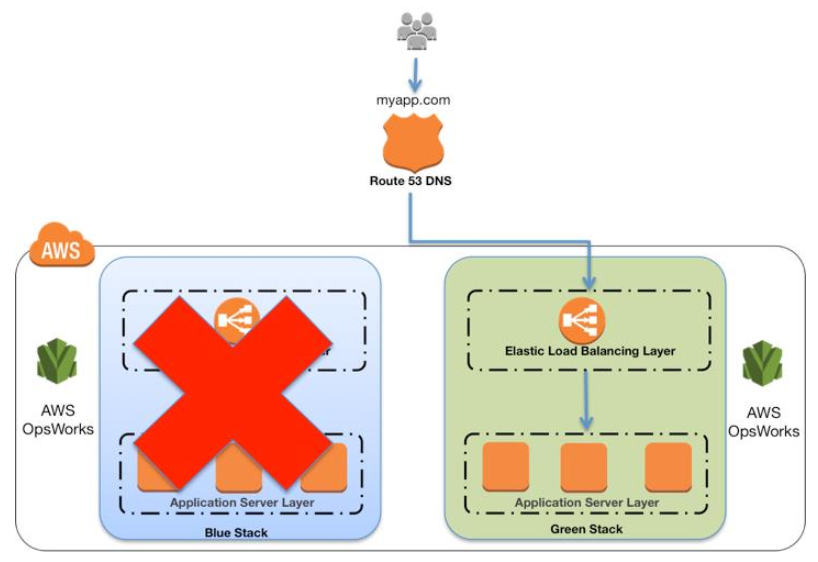 myapp.com
Route 53 DNS
AWS
Elastic Load Balancing Layer
AWS
OpsWorks
AWS
OpsWorks
Application Server Layer
Application Server Layer
Blue Stack
Green Stack